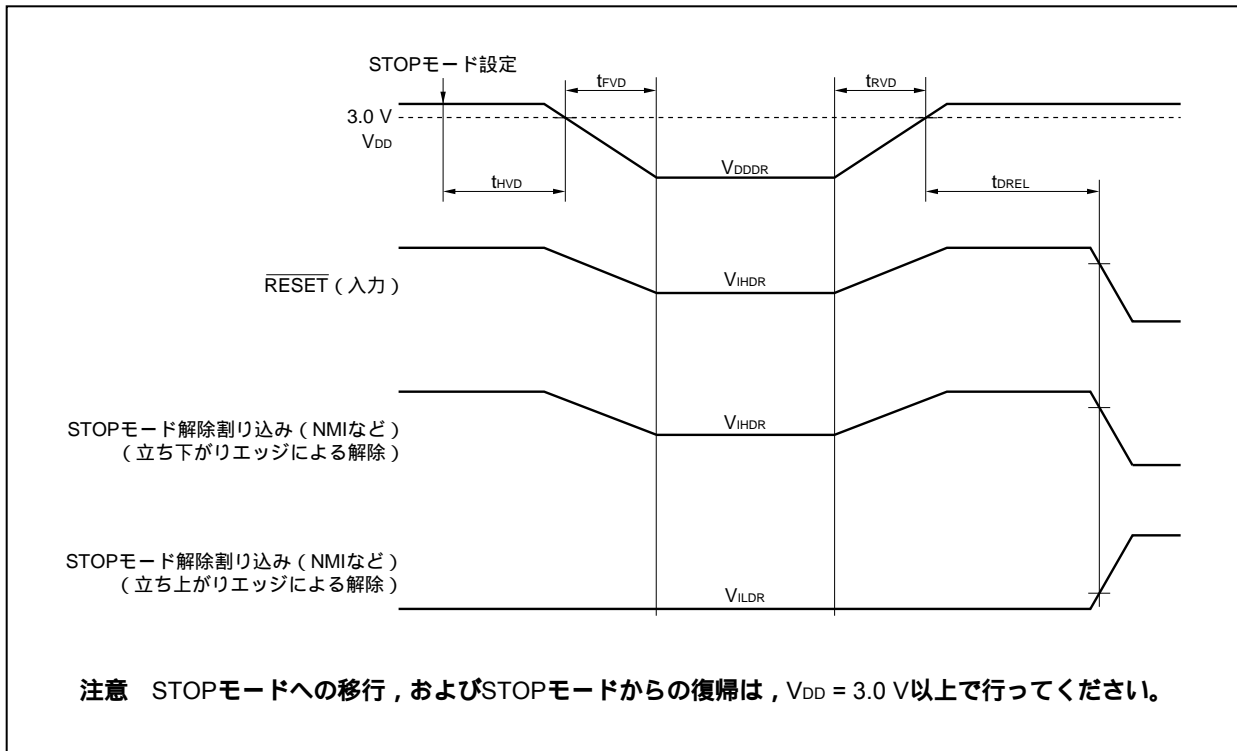 STOPモード設定
tFVD
tRVD
3.0 V
VDD
VDDDR
tHVD
tDREL
RESET（入力）
VIHDR
STOPモード解除割り込み（NMIなど）
（立ち下がりエッジによる解除）
VIHDR
STOPモード解除割り込み（NMIなど）
（立ち上がりエッジによる解除）
VILDR
注意　STOPモードへの移行，およびSTOPモードからの復帰は，VDD = 3.0 V以上で行ってください。